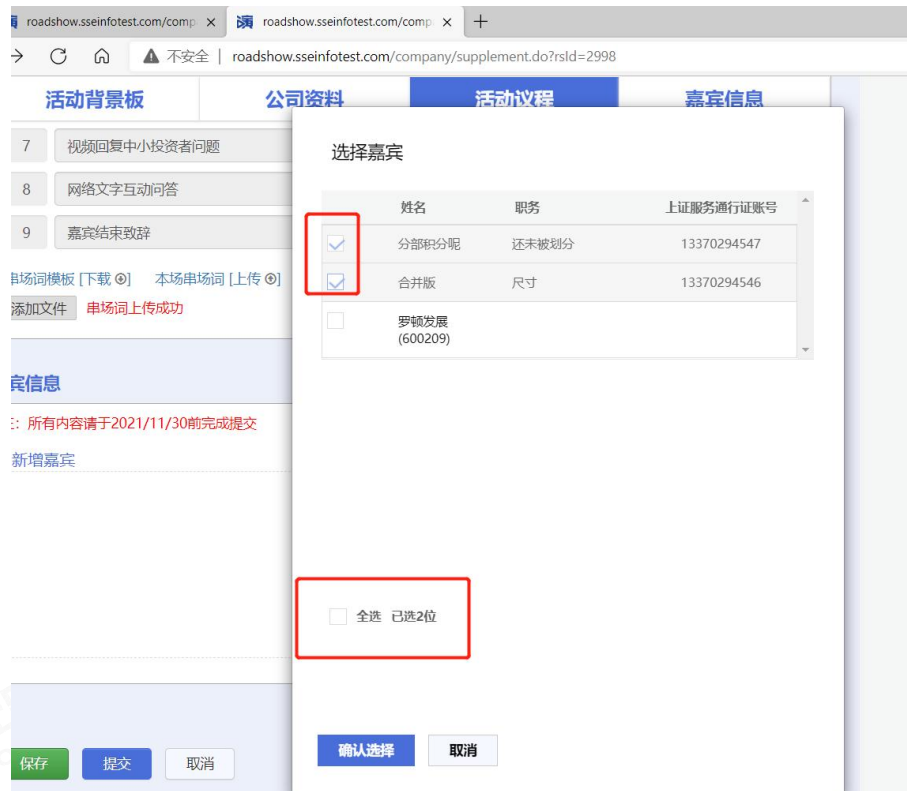 roadshow.sseinfotest.com/comp
roadshow.sseinfotest.com/comp
不安全 | roadshow.sseinfotest.com/company/supplement.do?rsId=2998
活动背景板 公司资料 活动议程 嘉宾信息
7 视频回复中小投资者问题
8 网络文字互动问答
9 嘉宾结束致辞
串场词模板 [下载] 本场串场词 [上传]
添加文件 串场词上传成功
宾信息
: 所有内容请于2021/11/30前完成提交
新增嘉宾
保存 提交 取消
选择嘉宾
姓名 职务 上证服务通行证账号
分部积分呢 还未被划分 13370294547
合并版 尺寸 13370294546
罗顿发展
(600209)
全选 已选2位
确认选择 取消